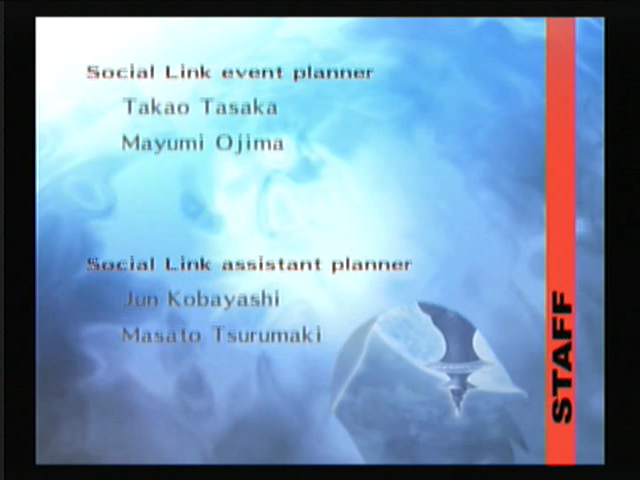 Social Link event planner
Takao Tasaka
Mayumi Ojima
Social Link assistant planner
Jun Kobayashi
Masato Tsurumaki
STAFF